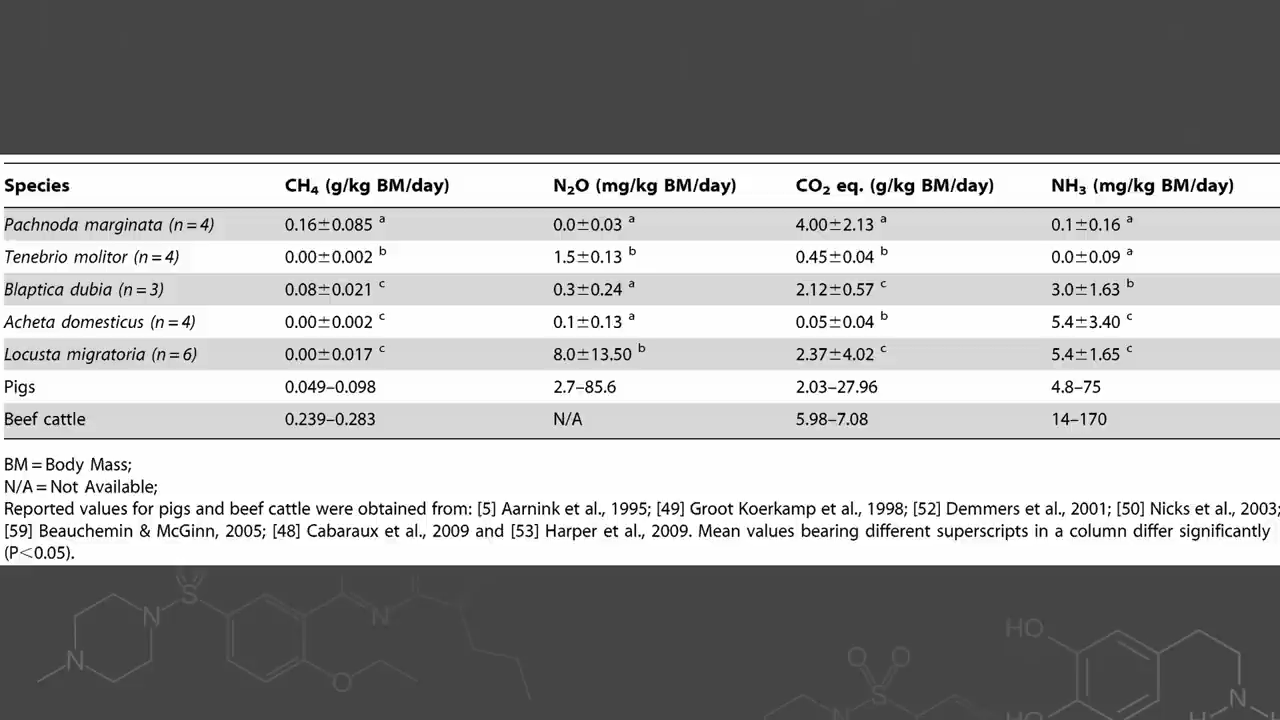 Species CH₄ (g/kg BM/day) N₂O (mg/kg BM/day) CO₂ eq. (g/kg BM/day) NH₃ (mg/kg BM/day)
Pachnoda marginata (n = 4) 0.16±0.085 a 0.0±0.03 a 4.00±2.13 a 0.1±0.16 a
Tenebrio molitor (n = 4) 0.00±0.002 b 1.5±0.13 b 0.45±0.04 b 0.0±0.09 a
Blaptica dubia (n = 3) 0.08±0.021 c 0.3±0.24 a 2.12±0.57 c 3.0±1.63 b
Acheta domesticus (n = 4) 0.00±0.002 c 0.1±0.13 a 0.05±0.04 b 5.4±3.40 c
Locusta migratoria (n = 6) 0.00±0.017 c 8.0±13.50 b 2.37±4.02 c 5.4±1.65 c
Pigs 0.049–0.098 2.7–85.6 2.03–27.96 4.8–75
Beef cattle 0.239–0.283 N/A 5.98–7.08 14–170
BM = Body Mass;
N/A = Not Available;
Reported values for pigs and beef cattle were obtained from: [5] Aarnink et al., 1995; [49] Groot Koerkamp et al., 1998; [52] Demmers et al., 2001; [50] Nicks et al., 2003;
[59] Beauchemin & McGinn, 2005; [48] Cabaraux et al., 2009 and [53] Harper et al., 2009. Mean values bearing different superscripts in a column differ significantly
(P<0.05).
S
N
N
N
O
HO
O O
S
N
HO
N
H